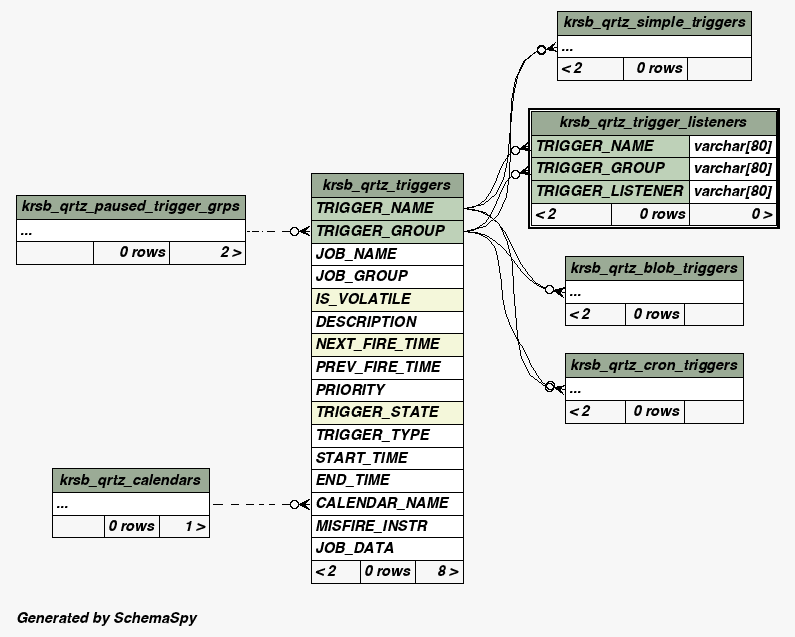 krsb_qrtz_simple_triggers
...
< 2 0 rows
krsb_qrtz_trigger_listeners
TRIGGER_NAME varchar[80]
TRIGGER_GROUP varchar[80]
TRIGGER_LISTENER varchar[80]
< 2 0 rows 0 >
krsb_qrtz_paused_trigger_grps
...
0 rows 2 >
krsb_qrtz_triggers
TRIGGER_NAME
TRIGGER_GROUP
JOB_NAME
JOB_GROUP
IS_VOLATILE
DESCRIPTION
NEXT_FIRE_TIME
PREV_FIRE_TIME
PRIORITY
TRIGGER_STATE
TRIGGER_TYPE
START_TIME
END_TIME
CALENDAR_NAME
MISFIRE_INSTR
JOB_DATA
< 2 0 rows 8 >
krsb_qrtz_blob_triggers
...
< 2 0 rows
krsb_qrtz_cron_triggers
...
< 2 0 rows
krsb_qrtz_calendars
...
0 rows 1 >
Generated by SchemaSpy